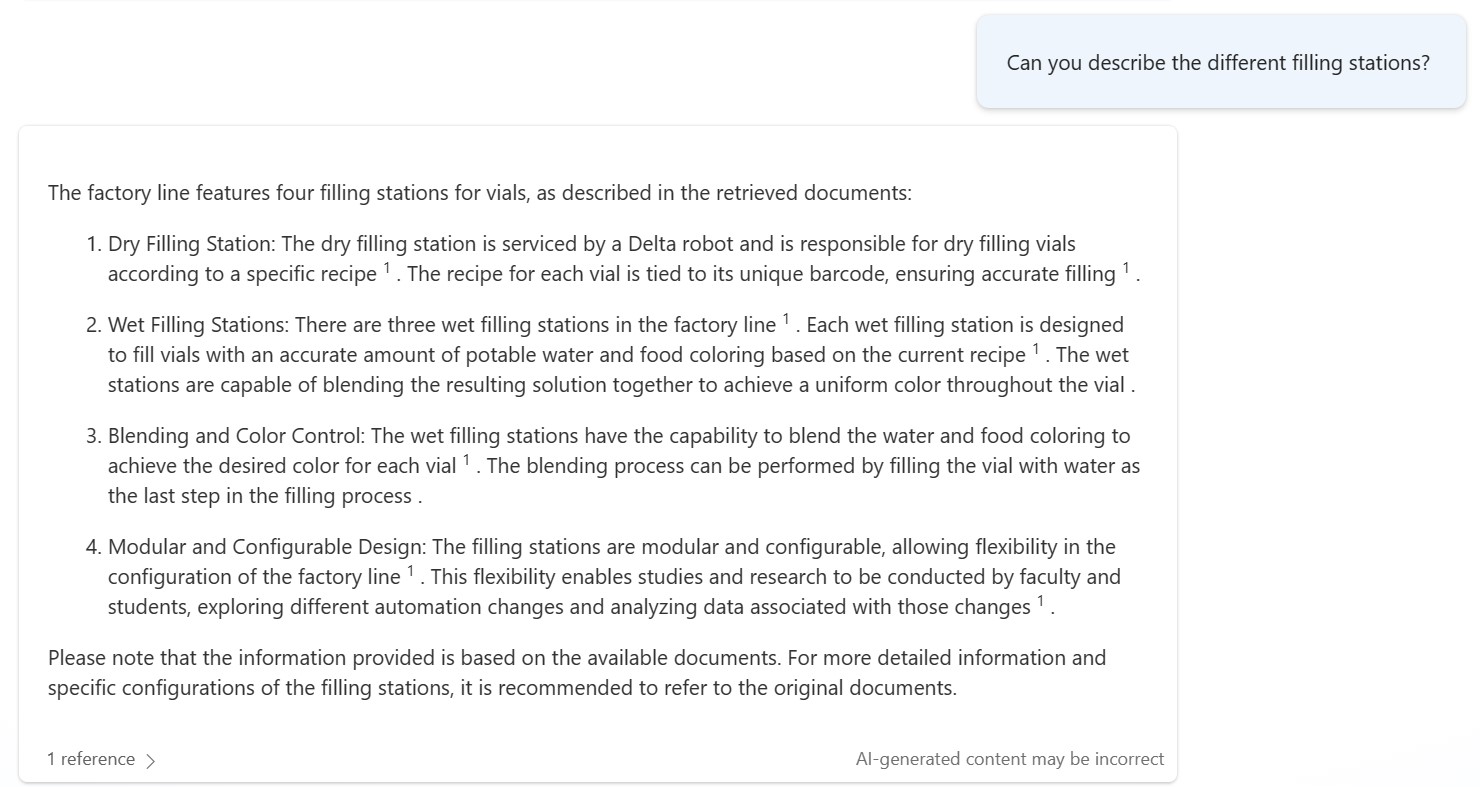 Can you describe the different filling stations?
The factory line features four filling stations for vials, as described in the retrieved documents:
1. Dry Filling Station: The dry filling station is serviced by a Delta robot and is responsible for dry filling vials
according to a specific recipe 1 . The recipe for each vial is tied to its unique barcode, ensuring accurate filling 1 .
2. Wet Filling Stations: There are three wet filling stations in the factory line 1 . Each wet filling station is designed
to fill vials with an accurate amount of potable water and food coloring based on the current recipe 1 . The wet
stations are capable of blending the resulting solution together to achieve a uniform color throughout the vial .
3. Blending and Color Control: The wet filling stations have the capability to blend the water and food coloring to
achieve the desired color for each vial 1 . The blending process can be performed by filling the vial with water as
the last step in the filling process .
4. Modular and Configurable Design: The filling stations are modular and configurable, allowing flexibility in the
configuration of the factory line 1 . This flexibility enables studies and research to be conducted by faculty and
students, exploring different automation changes and analyzing data associated with those changes 1 .
Please note that the information provided is based on the available documents. For more detailed information and
specific configurations of the filling stations, it is recommended to refer to the original documents.
1 reference
AI-generated content may be incorrect